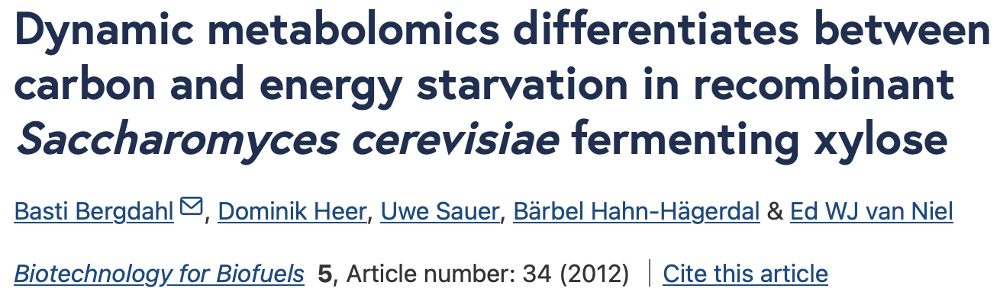 Dynamic metabolomics differentiates between
carbon and energy starvation in recombinant
Saccharomyces cerevisiae fermenting xylose
Basti Bergdahl, Dominik Heer, Uwe Sauer, Bärbel Hahn-Hägerdal & Ed WJ van Niel
Biotechnology for Biofuels 5, Article number: 34 (2012) | Cite this article